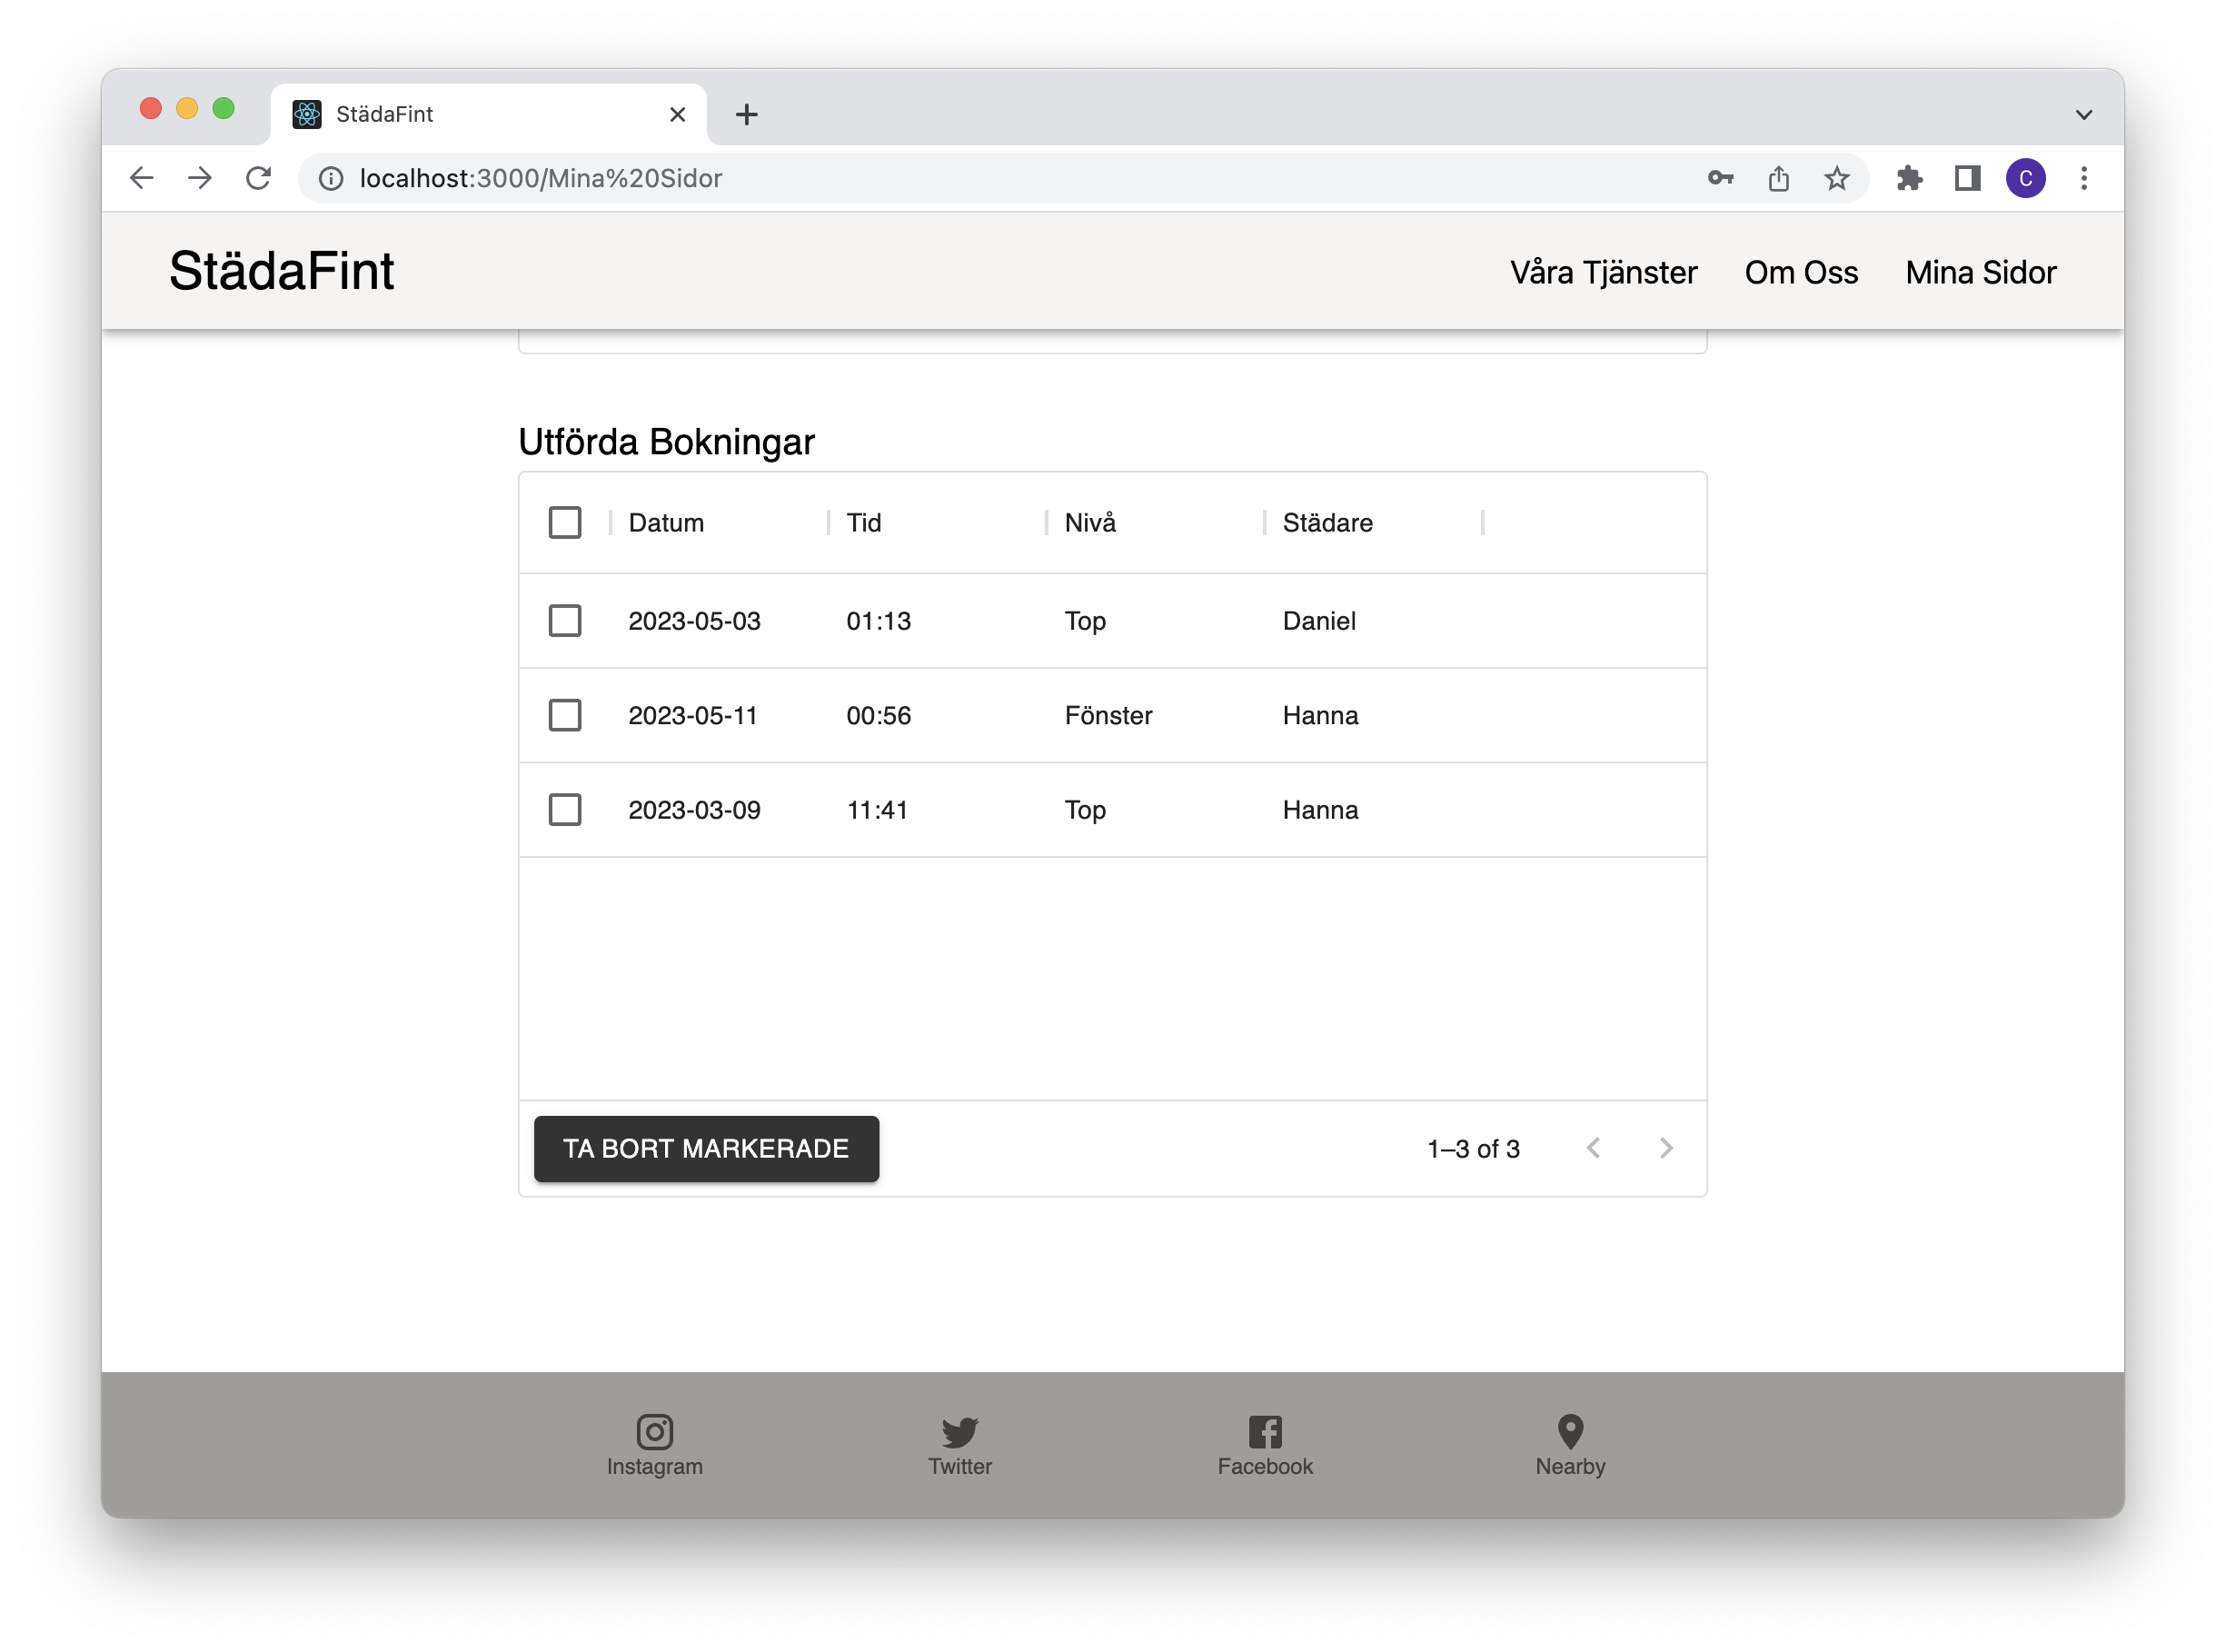 StädaFint
localhost:3000/Mina%20Sidor
C
StädaFint
Våra Tjänster Om Oss Mina Sidor
Utförda Bokningar
Datum Tid Nivå Städare
2023-05-03 01:13 Top Daniel
2023-05-11 00:56 Fönster Hanna
2023-03-09 11:41 Top Hanna
TA BORT MARKERADE 1–3 of 3
Instagram Twitter Facebook Nearby